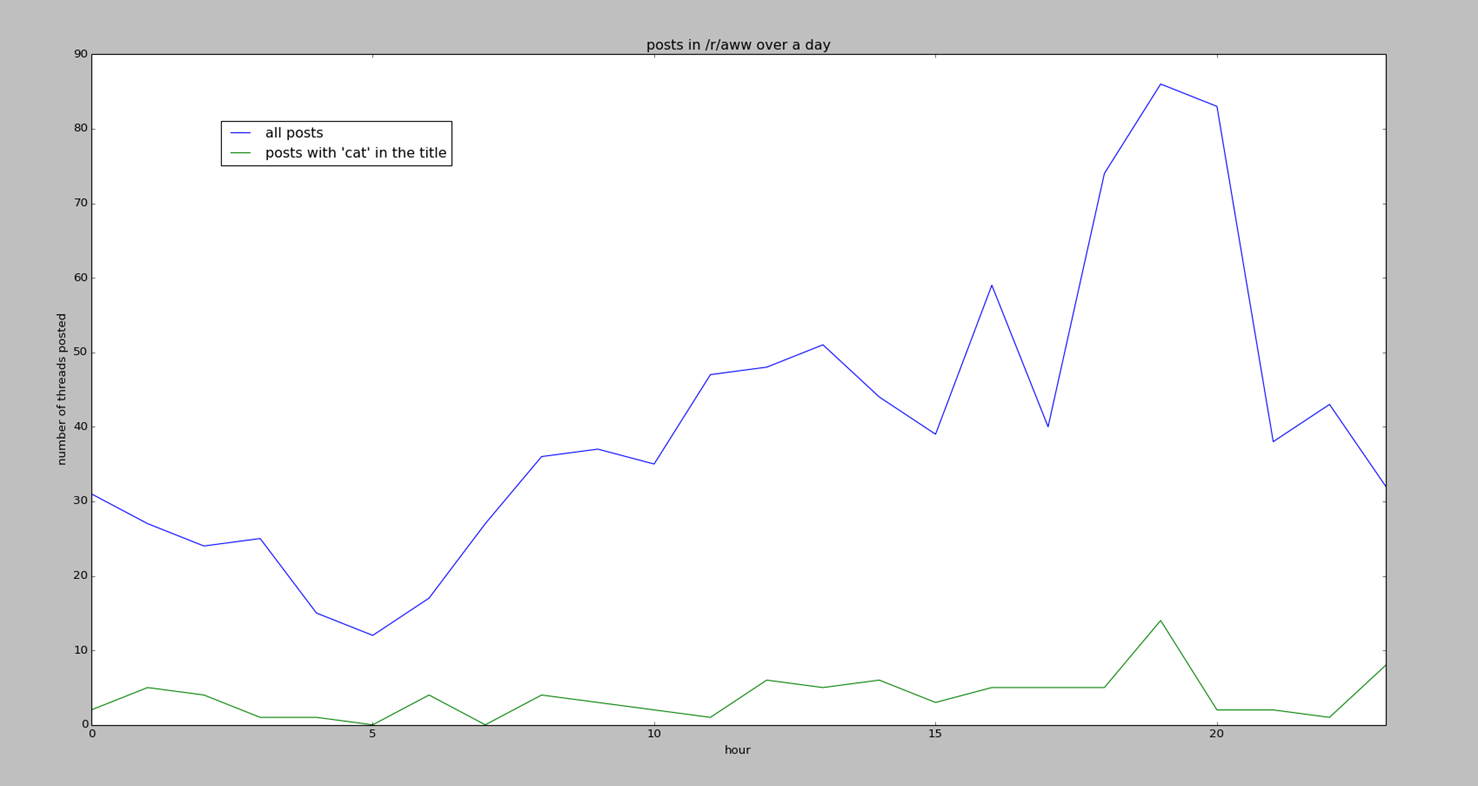 posts in /r/aww over a day
90
80
70
60
50
40
30
20
10
0
number of threads posted
all posts
posts with 'cat' in the title
0 5 10 15 20
hour